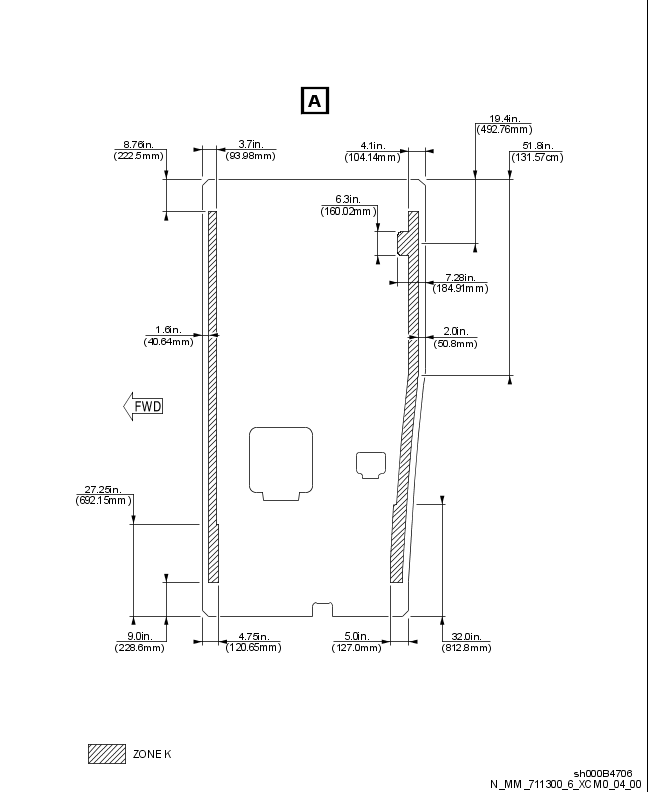 A
19.4in.
(492.76mm)
8.76in.
(222.5mm)
3.7in.
(93.98mm)
4.1in.
(104.14mm)
51.8in.
(131.57cm)
6.3in.
(160.02mm)
7.28in.
(184.91mm)
1.6in.
(40.64mm)
2.0in.
(50.8mm)
FWD
27.25in.
(692.15mm)
9.0in.
(228.6mm)
4.75in.
(120.65mm)
5.0in.
(127.0mm)
32.0in.
(812.8mm)
ZONE K
sh000B4706
N_MM_711300_6_XCM0_04_00